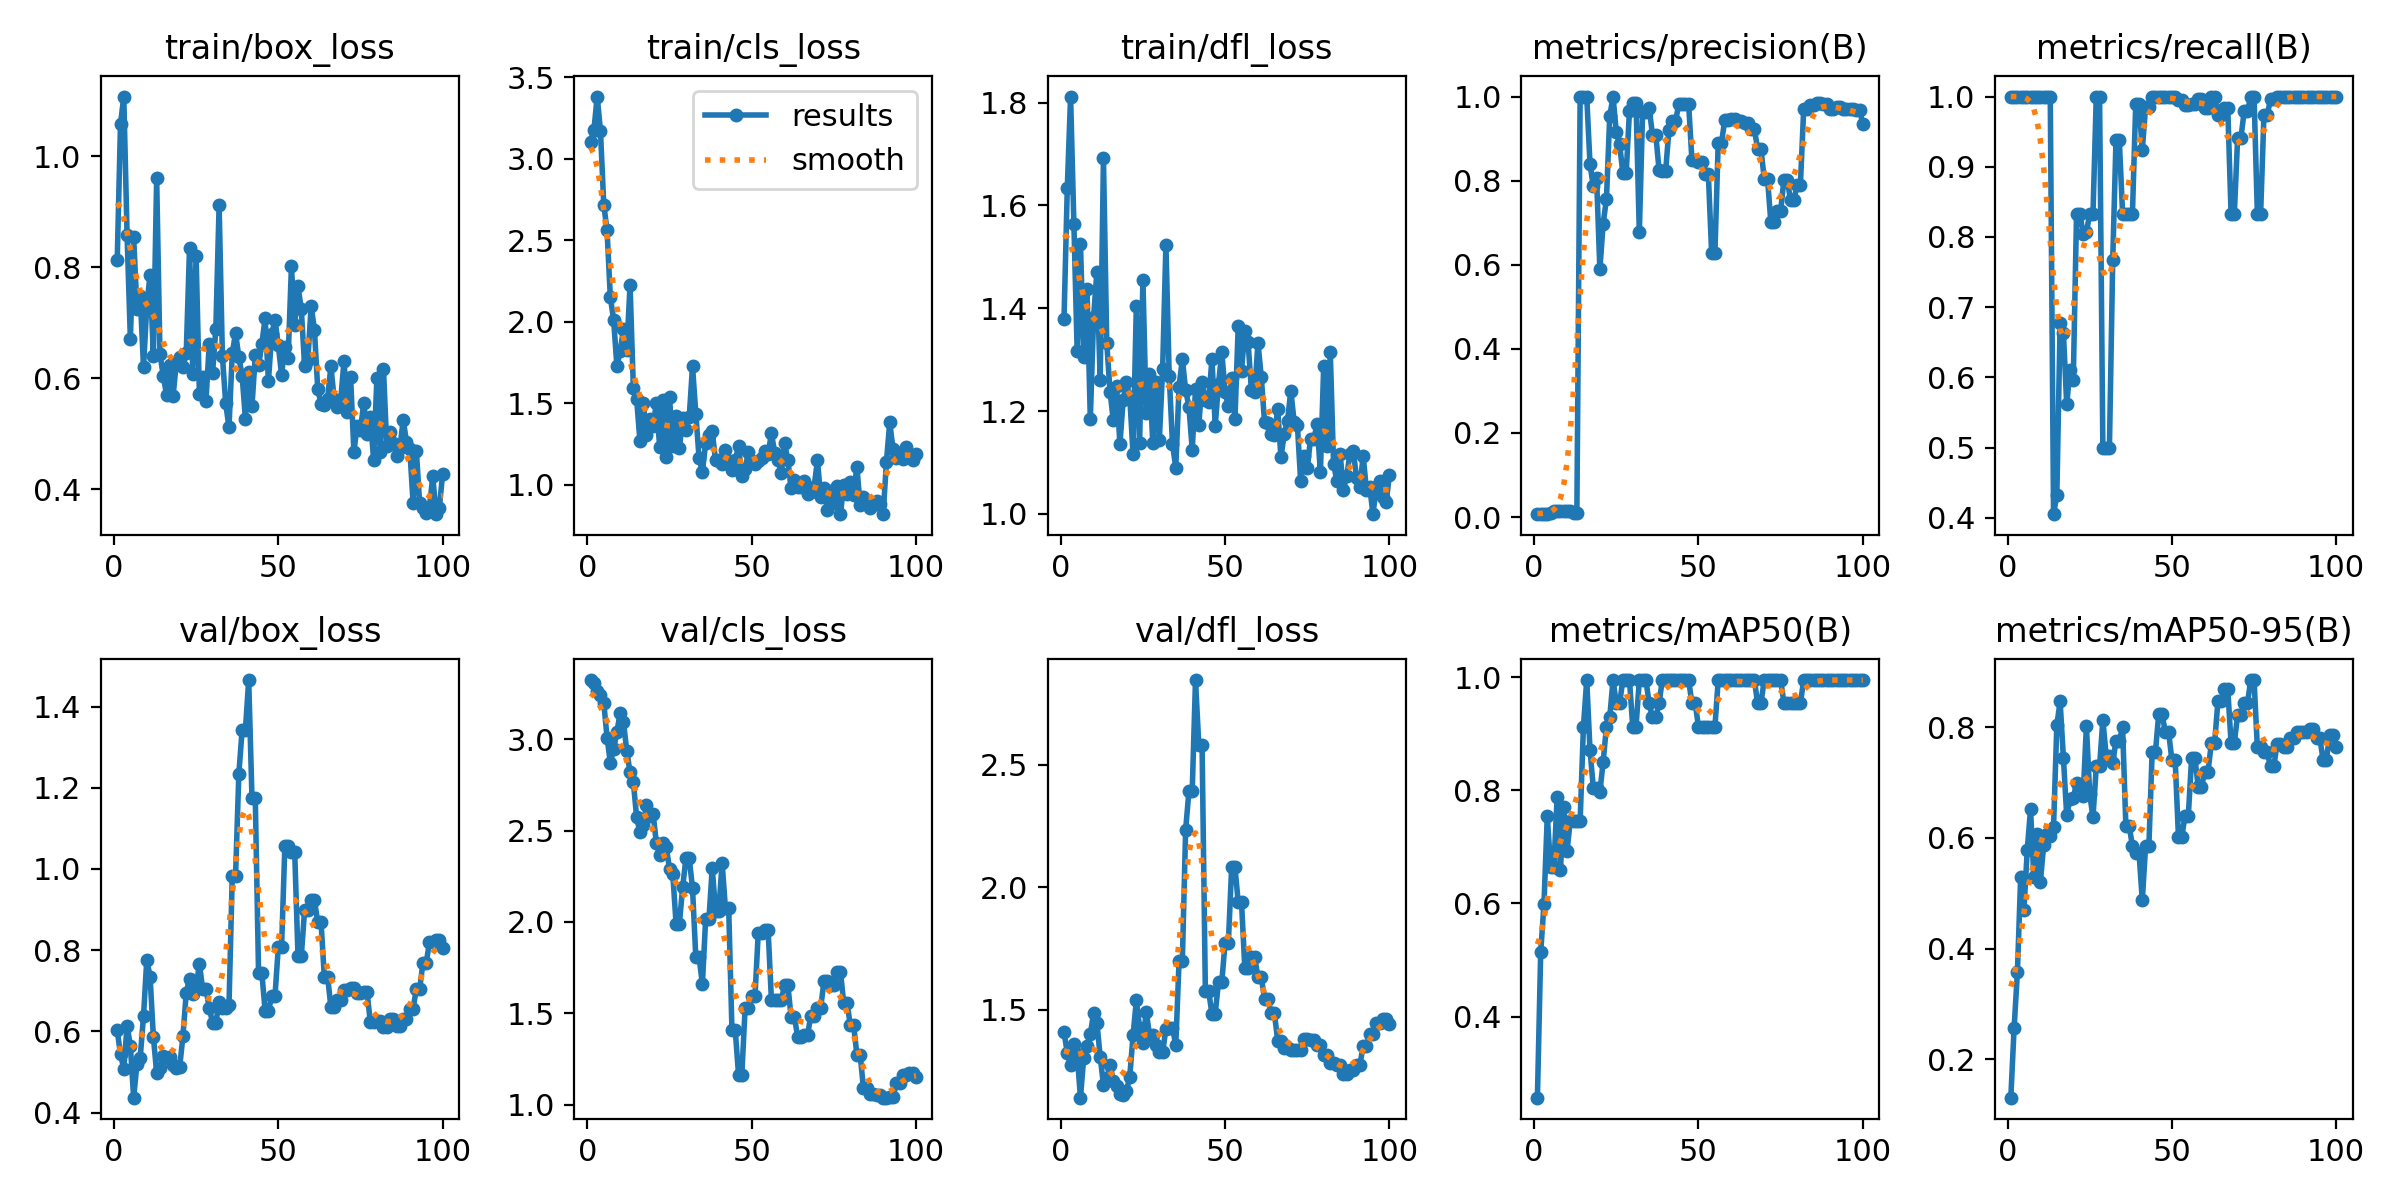 train/box_loss
1.0
0.8
0.6
0.4
0 50 100
train/cls_loss
results
smooth
3.5
3.0
2.5
2.0
1.5
1.0
0 50 100
train/dfl_loss
1.8
1.6
1.4
1.2
1.0
0 50 100
metrics/precision(B)
1.0
0.8
0.6
0.4
0.2
0.0
0 50 100
metrics/recall(B)
1.0
0.9
0.8
0.7
0.6
0.5
0.4
0 50 100
val/box_loss
1.4
1.2
1.0
0.8
0.6
0.4
0 50 100
val/cls_loss
3.0
2.5
2.0
1.5
1.0
0 50 100
val/dfl_loss
2.5
2.0
1.5
0 50 100
metrics/mAP50(B)
1.0
0.8
0.6
0.4
0 50 100
metrics/mAP50-95(B)
0.8
0.6
0.4
0.2
0 50 100